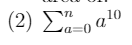 (2) $\sum_{a=0}^{n} a^{10}$